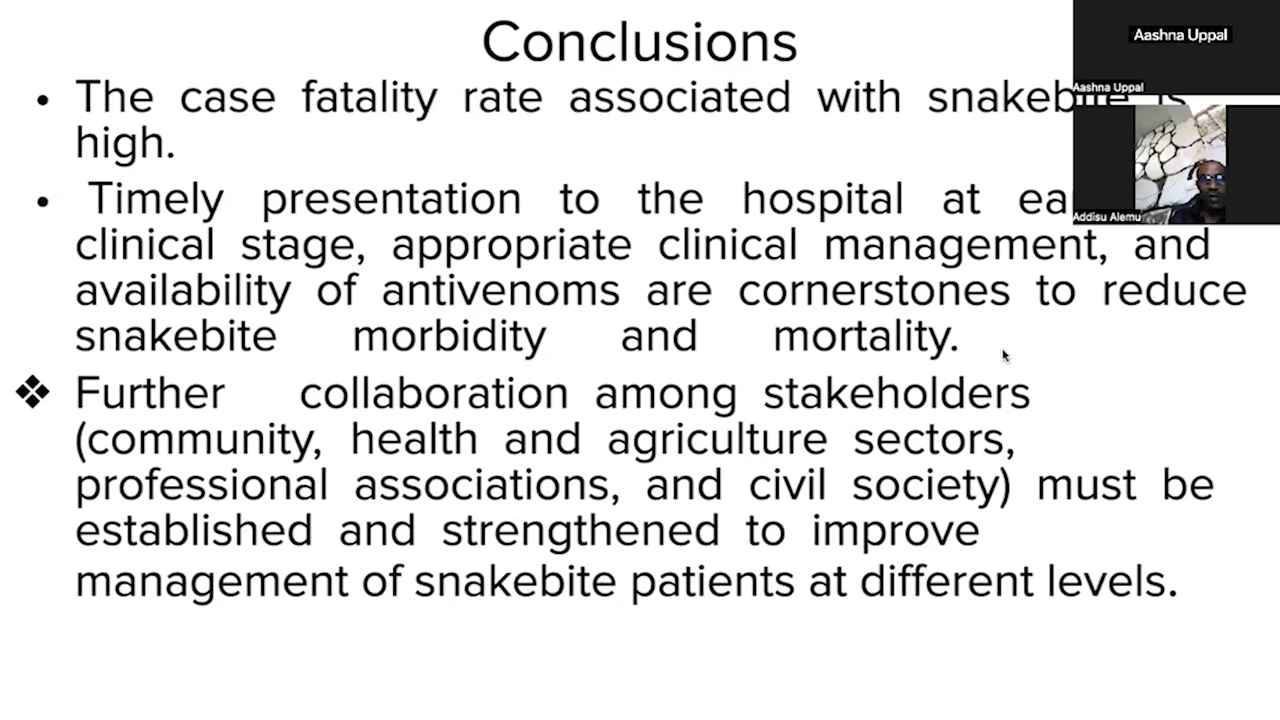 Conclusions
• The case fatality rate associated with snakebite is
high.
• Timely presentation to the hospital at
clinical stage, appropriate clinical management, and
availability of antivenoms are cornerstones to reduce
snakebite morbidity and mortality.
❖ Further collaboration among stakeholders
(community, health and agriculture sectors,
professional associations, and civil society) must be
established and strengthened to improve
management of snakebite patients at different levels.
Aashna Uppal
Aashna Uppal
Addisu Alemu